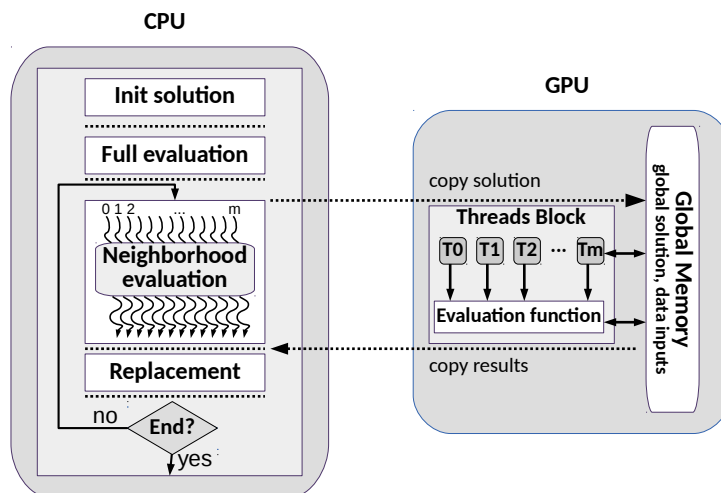 CPU
Init solution
Full evaluation
0 1 2 ... m
Neighborhood
evaluation
Replacement
no
End?
yes
GPU
copy solution
Threads Block
T0 T1 T2 ... Tm
Evaluation function
copy results
Global Memory
global solution, data inputs